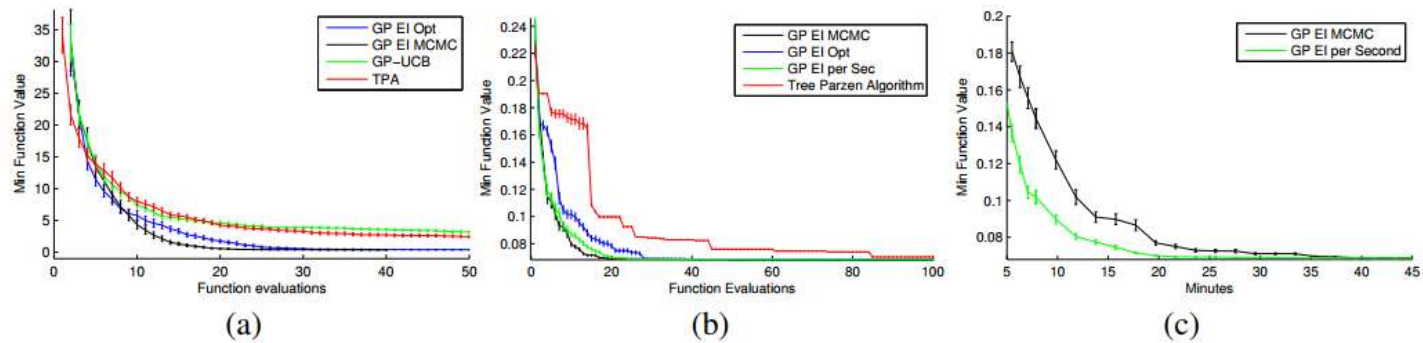 35
30
25
20
15
10
5
0
Min Function Value
0 10 20 30 40 50
Function evaluations
GP EI Opt
GP EI MCMC
GP-UCB
TPA
(a)
0.24
0.22
0.2
0.18
0.16
0.14
0.12
0.1
0.08
Min Function Value
0 20 40 60 80 100
Function Evaluations
GP EI MCMC
GP EI Opt
GP EI per Sec
Tree Parzen Algorithm
(b)
0.2
0.18
0.16
0.14
0.12
0.1
0.08
Min Function Value
5 10 15 20 25 30 35 40 45
Minutes
GP EI MCMC
GP EI per Second
(c)